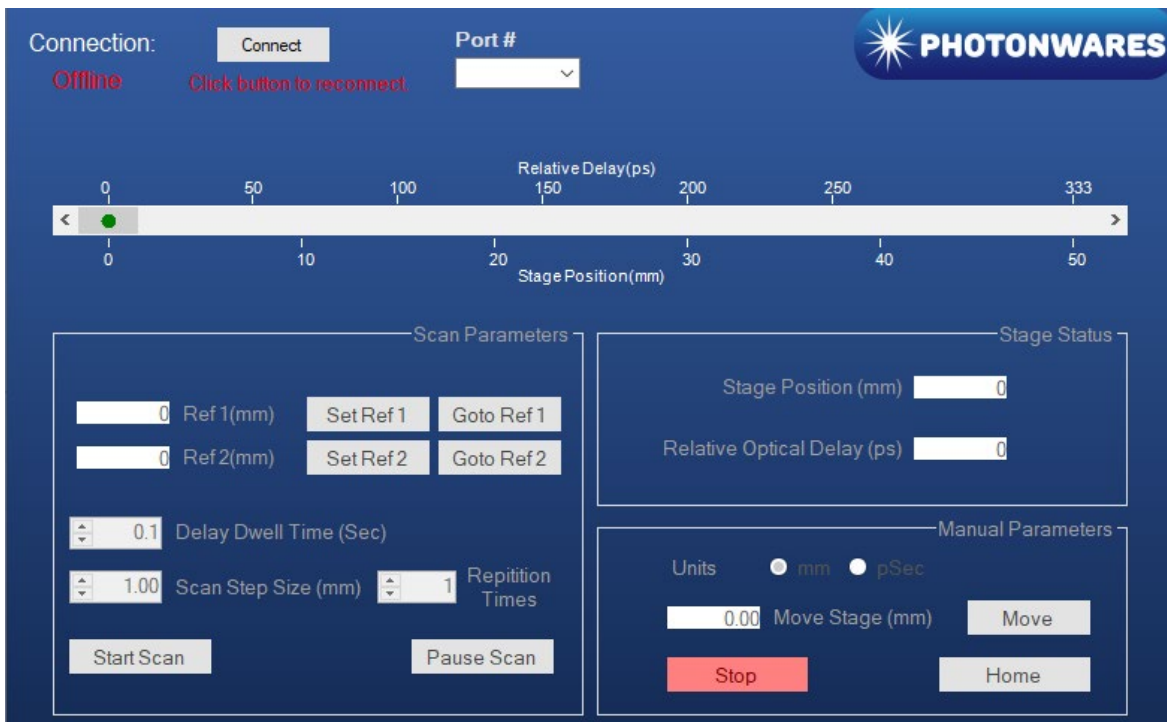 Connection:
Connect
Port #
PHOTONWARES
Offline
Click button to reconnect.
Relative Delay(ps)
0 50 100 150 200 250 333
< >
0 10 20 30 40 50
Stage Position(mm)
Scan Parameters
0 Ref 1(mm) Set Ref 1 Goto Ref 1
0 Ref 2(mm) Set Ref 2 Goto Ref 2
0.1 Delay Dwell Time (Sec)
1.00 Scan Step Size (mm) 1 Repitition
Times
Start Scan Pause Scan
Stage Status
Stage Position (mm) 0
Relative Optical Delay (ps) 0
Manual Parameters
Units mm pSec
0.00 Move Stage (mm) Move
Stop Home